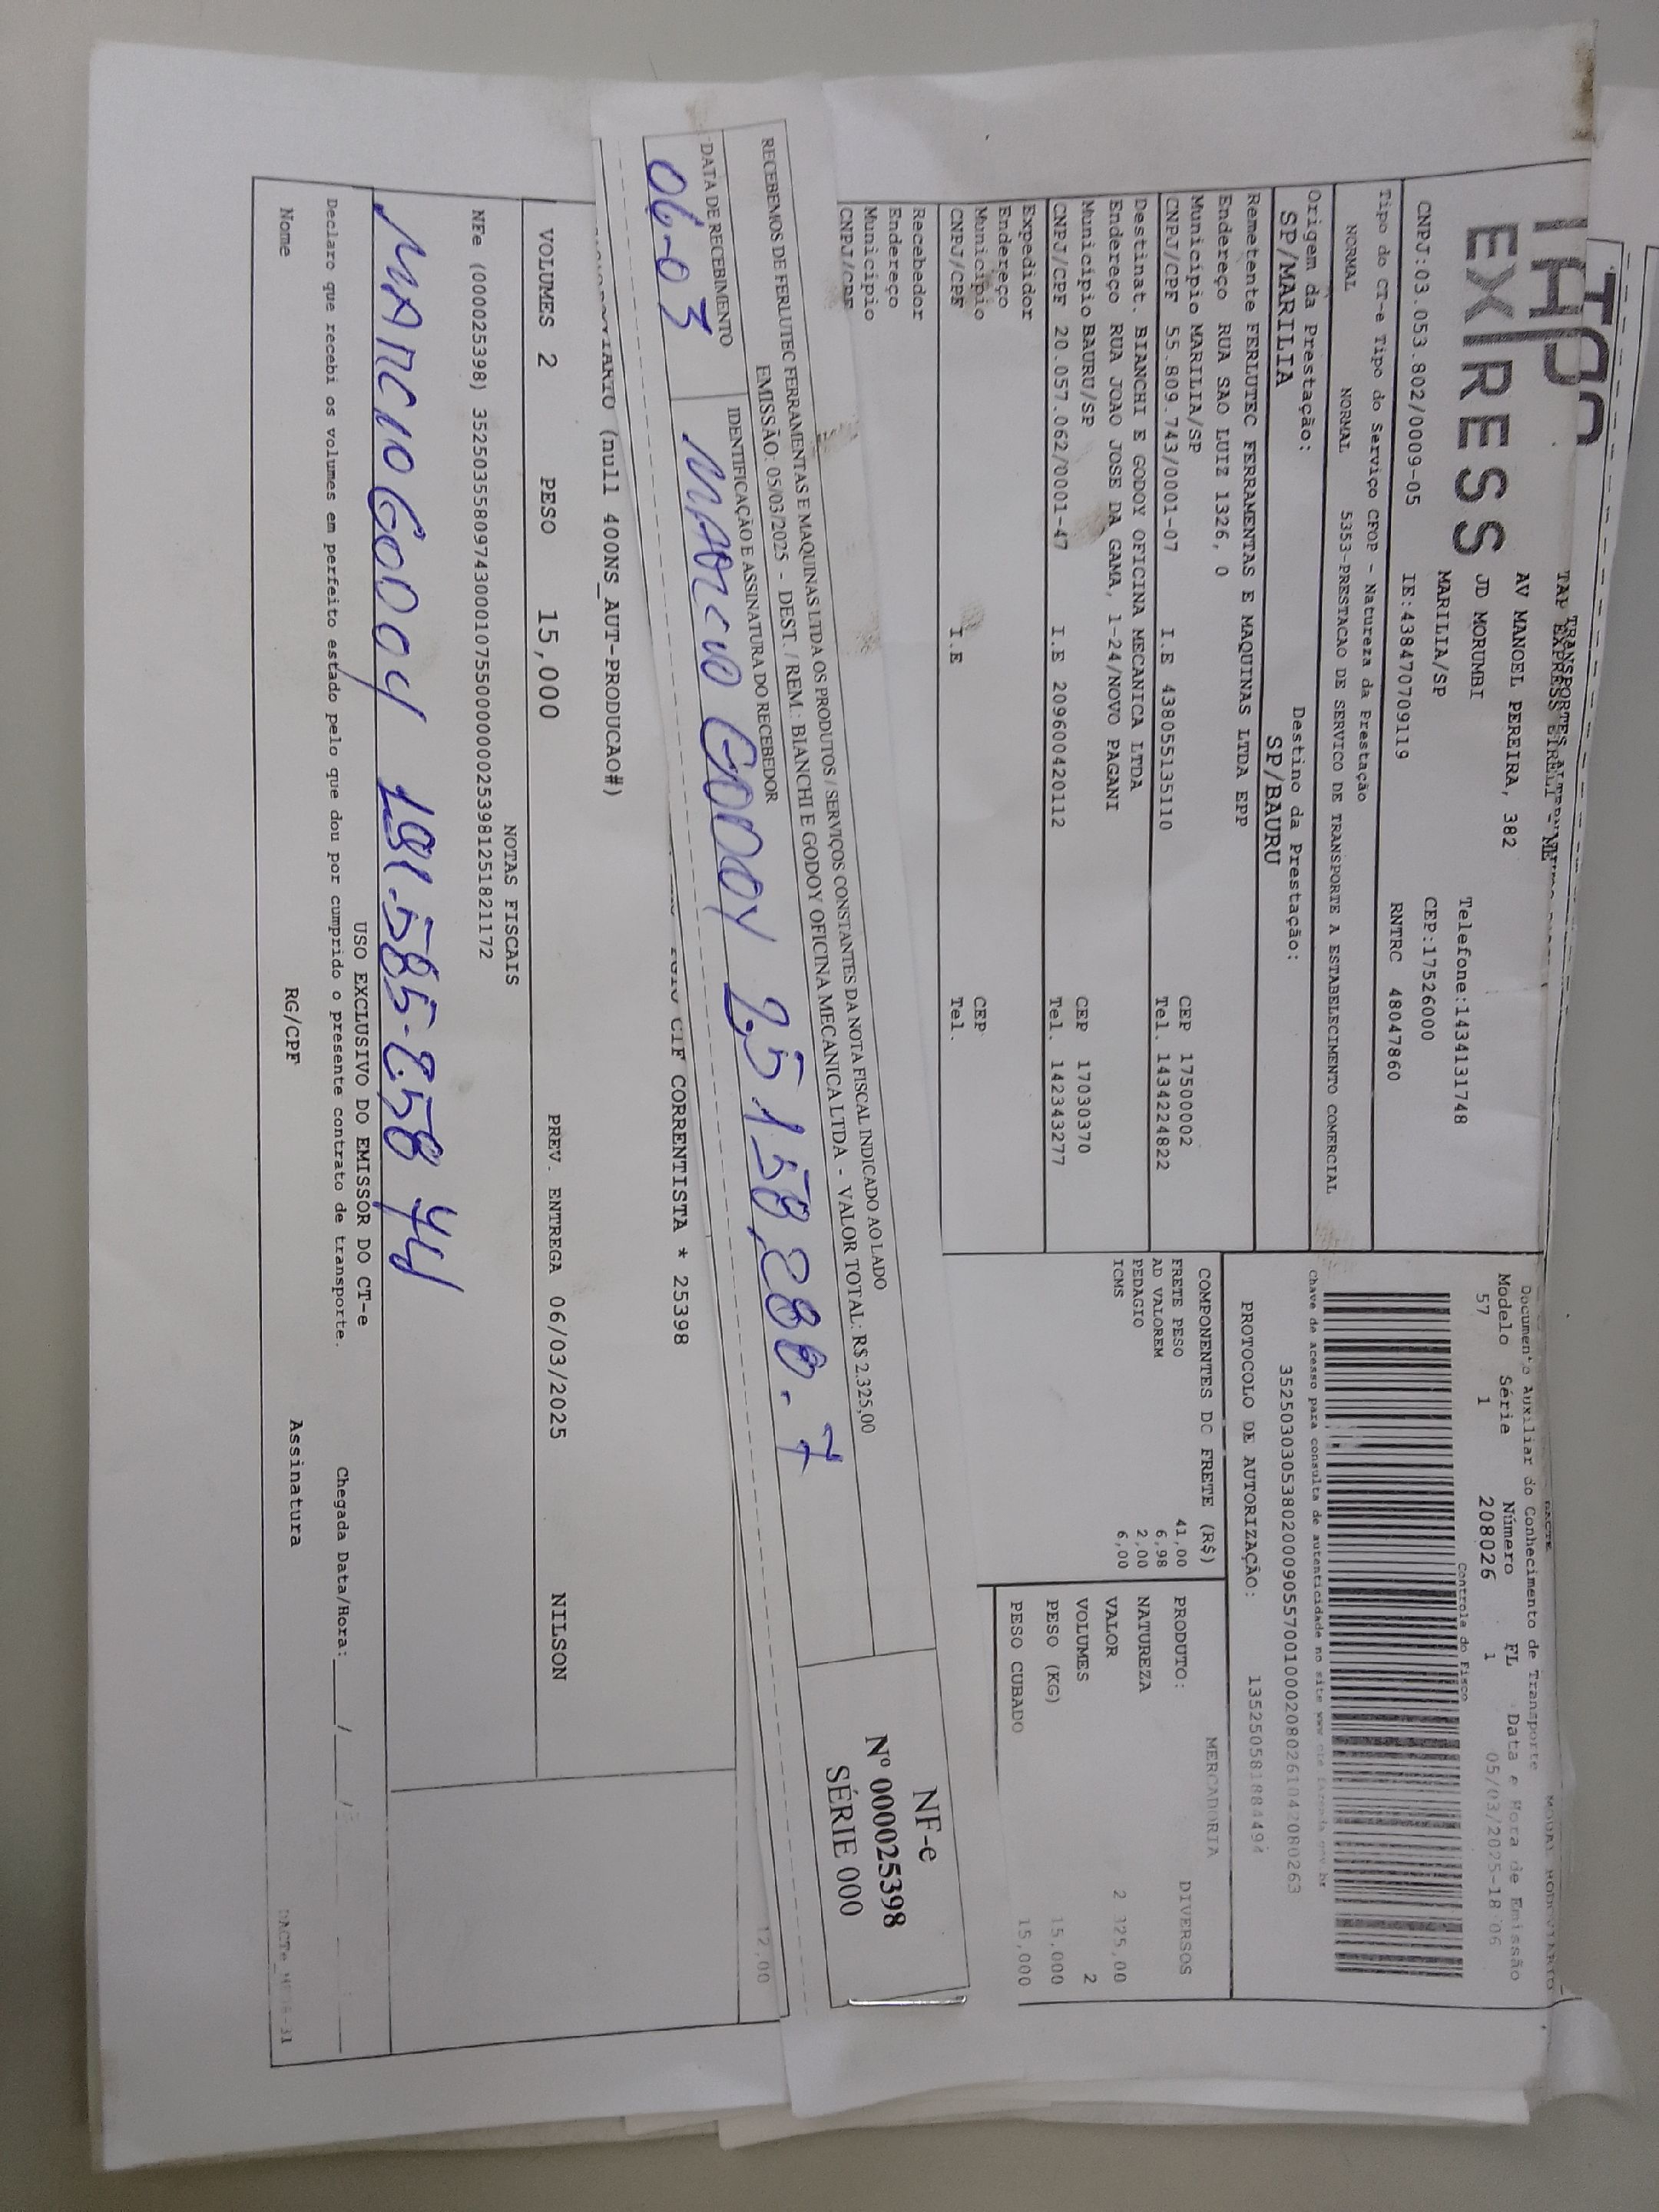 EXPRESS
TAP
AV MANOEL PEREIRA, 382
JD MORUMBI
Telefone:1434131748
MARILIA/SP
CEP:17526000
CNPJ:03.053.802/0009-05
IE:438470709119
RNTRC 48047860
Tipo do CT-e Tipo do Serviço CFOP - Natureza da Prestação
NORMAL NORMAL 5353-PRESTACAO DE SERVICO DE TRANSPORTE A ESTABELECIMENTO COMERCIAL
Origem da Prestação: Destino da Prestação:
SP/MARILIA SP/BAURU
Remetente FERLUTEC FERRAMENTAS E MAQUINAS LTDA EPP
Endereço RUA SAO LUIZ 1326, 0
Município MARILIA/SP CEP 17500002
CNPJ/CPF 55.809.743/0001-07 I.E 438055135110 Tel. 1434224822
Destinat. BIANCHI E GODOY OFICINA MECANICA LTDA
Endereço RUA JOAO JOSE DA GAMA, 1-24/NOVO PAGANI
Município BAURU/SP CEP 17030370
CNPJ/CPF 20.057.062/0001-47 I.E 209600420112 Tel. 142343277
Expedidor
Endereço
Município CEP
CNPJ/CPF I.E Tel.
Recebedor
Endereço
Município
CNPJ/CPF
Documento Auxiliar do Conhecimento de Transporte
Modelo Série Número FL Data e Hora de Emissão
57 1 208026 1 05/03/2025-18:06
Controle do Fisco
Chave de acesso para consulta de autenticidade no site
35250303053802000905570010002080261042080263
PROTOCOLO DE AUTORIZAÇÃO: 135250581884494
COMPONENTES DO FRETE (R$)
FRETE PESO 41,00
AD VALOREM 6,98
PEDAGIO 2,00
ICMS 6,00
MERCADORIA
PRODUTO: DIVERSOS
NATUREZA
VALOR 2 325,00
VOLUMES 2
PESO (KG) 15,000
PESO CUBADO 15,000
RECEBEMOS DE FERLUTEC FERRAMENTAS E MAQUINAS LTDA OS PRODUTOS / SERVIÇOS CONSTANTES DA NOTA FISCAL INDICADO AO LADO
EMISSÃO: 05/03/2025 - DEST. / REM.: BIANCHI E GODOY OFICINA MECANICA LTDA - VALOR TOTAL: R$ 2.325,00
DATA DE RECEBIMENTO IDENTIFICAÇÃO E ASSINATURA DO RECEBEDOR
06-03 MARCIO GODOY 25158,280.7
NF-e
Nº 000025398
SÉRIE 000
12,00
CIF CORRENTISTA * 25398
(null 400NS_AUT-PRODUCAO#)
VOLUMES 2 PESO 15,000 PREV. ENTREGA 06/03/2025 NILSON
NOTAS FISCAIS
NFe (000025398) 35250355809743000107550000000253981251821172
MARCIO GODOY 191.585-8.58 44
USO EXCLUSIVO DO EMISSOR DO CT-e
Declaro que recebi os volumes em perfeito estado pelo que dou por cumprido o presente contrato de transporte. Chegada Data/Hora:____/____/
Nome RG/CPF Assinatura